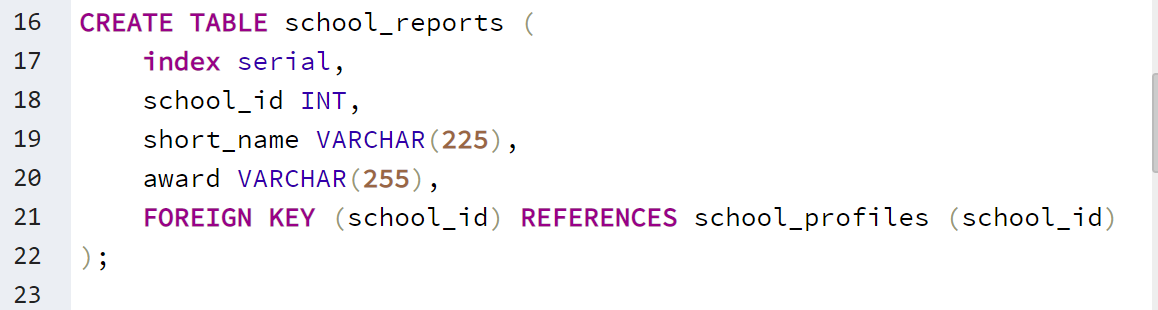 16 CREATE TABLE school_reports (
17 index serial,
18 school_id INT,
19 short_name VARCHAR(225),
20 award VARCHAR(255),
21 FOREIGN KEY (school_id) REFERENCES school_profiles (school_id)
22 );
23